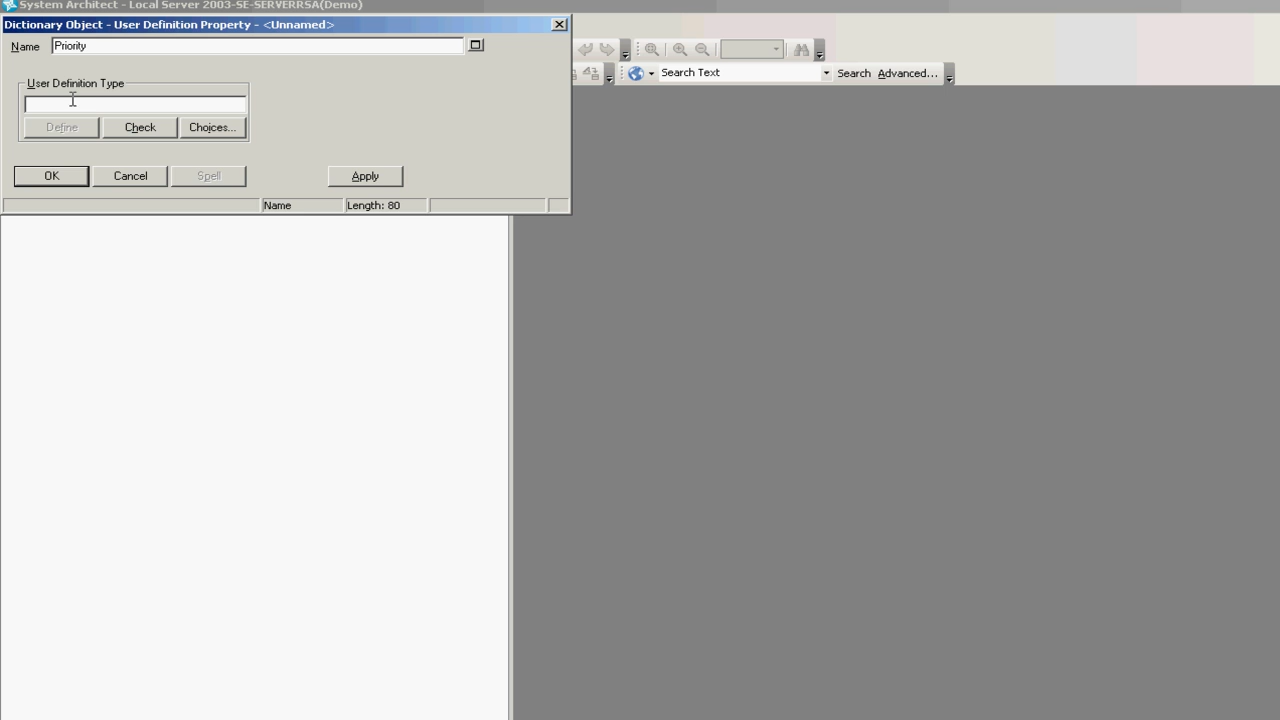 System Architect - Local Server 2003-SE-SERVERRSA(Demo)
Dictionary Object - User Definition Property - <Unnamed>
Name Priority
Search Text Search Advanced...
User Definition Type
Define Check Choices...
OK Cancel Spell Apply
Name Length: 80